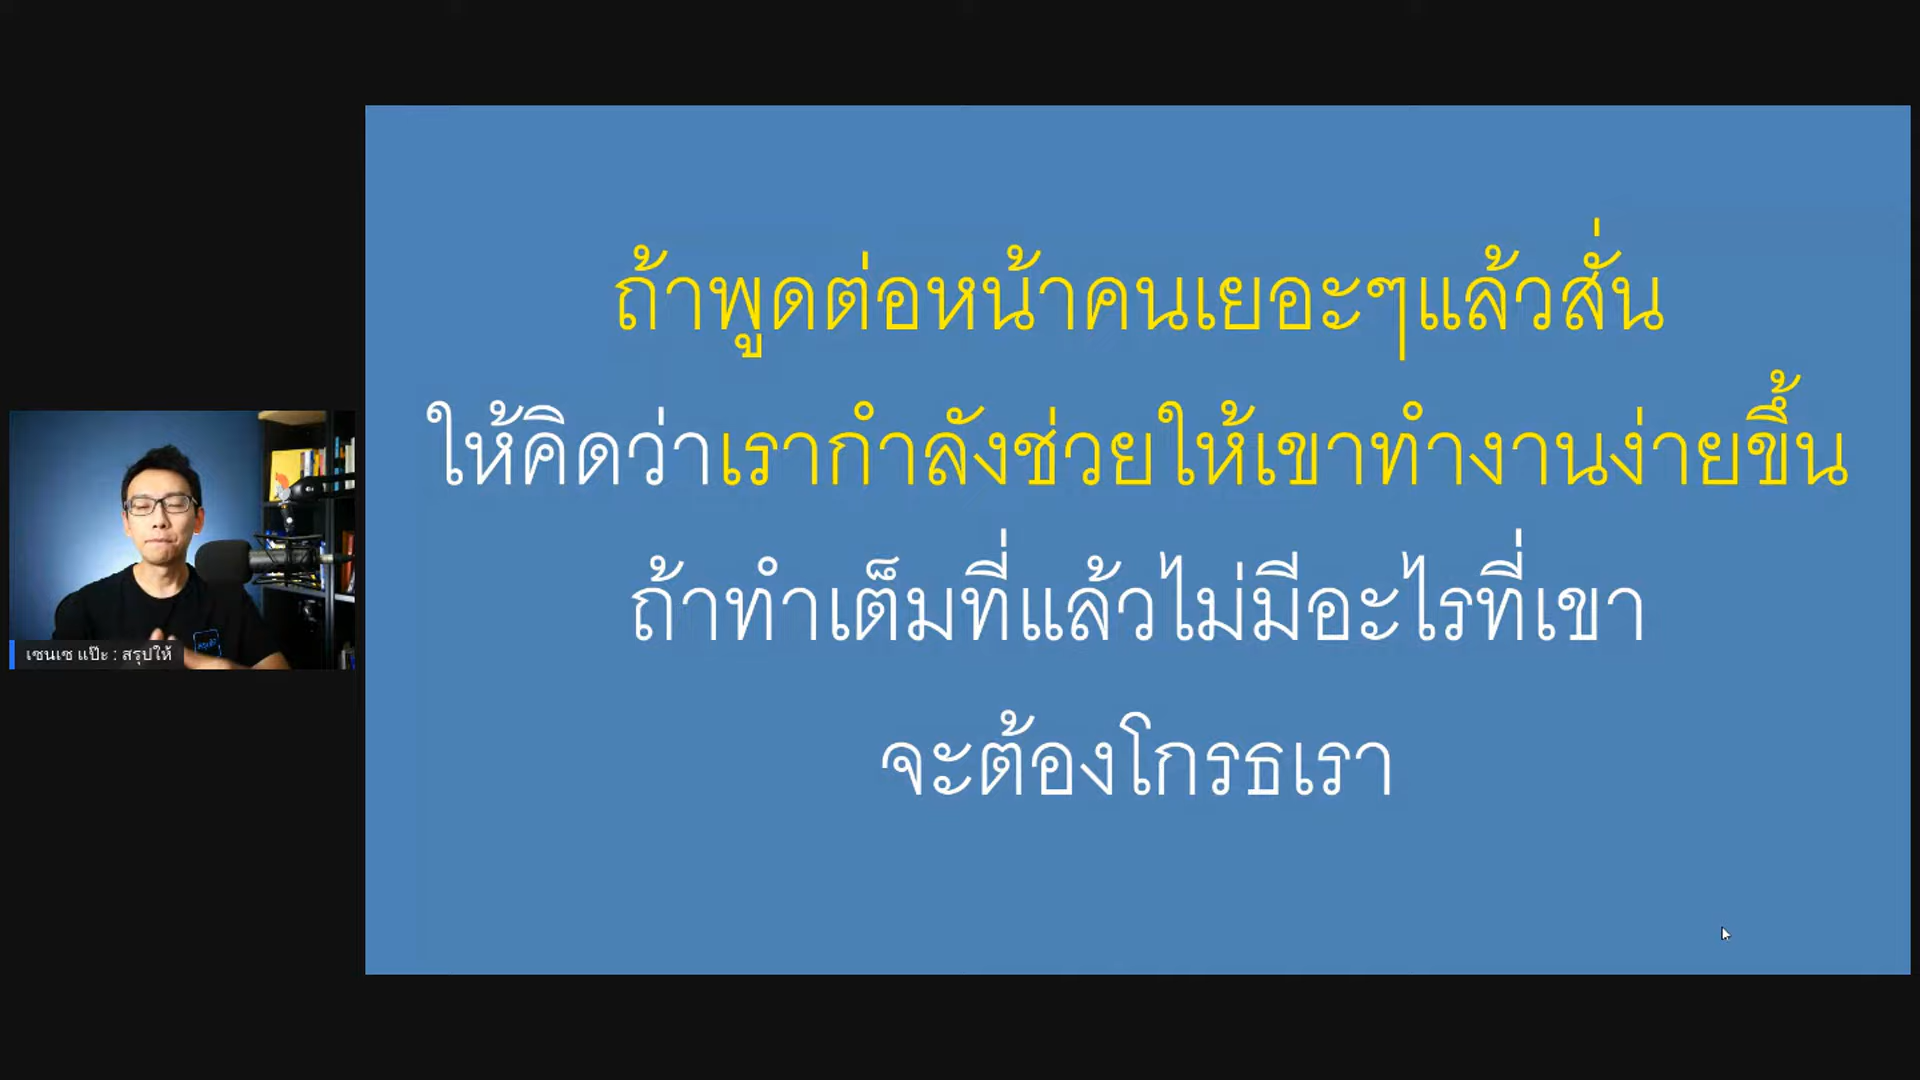 ถ้าพูดต่อหน้าคนเยอะๆแล้วสั่น
ให้คิดว่าเรากำลังช่วยให้เขาทำงานง่ายขึ้น
ถ้าทำเต็มที่แล้วไม่มีอะไรที่เขา
จะต้องโกรธเรา
เซนเซ แป๊ะ : สรุปให้